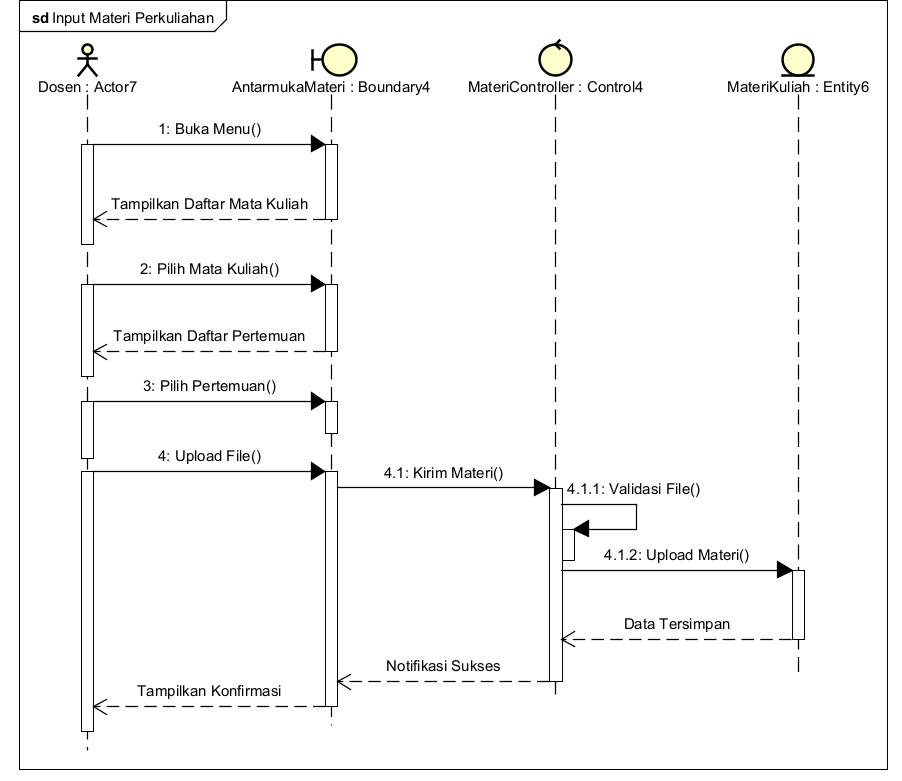 sd Input Materi Perkuliahan
Dosen : Actor7
AntarmukaMateri : Boundary4
MateriController : Control4
MateriKuliah : Entity6
1: Buka Menu()
Tampilkan Daftar Mata Kuliah
2: Pilih Mata Kuliah()
Tampilkan Daftar Pertemuan
3: Pilih Pertemuan()
4: Upload File()
4.1: Kirim Materi()
4.1.1: Validasi File()
4.1.2: Upload Materi()
Data Tersimpan
Notifikasi Sukses
Tampilkan Konfirmasi